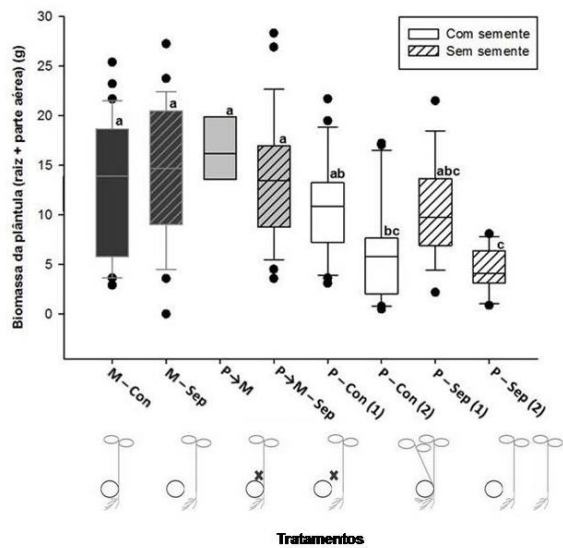 30
Com semente
Sem semente
25
20
15
10
5
0
Biomassa da plântula (raiz + parte aérea) (g)
a
a
a
a
ab
bc
abc
c
M – Con
M – Sep
P→M
P→M – Sep
P – Con (1)
P – Con (2)
P – Sep (1)
P – Sep (2)
x
x
Tratamentos